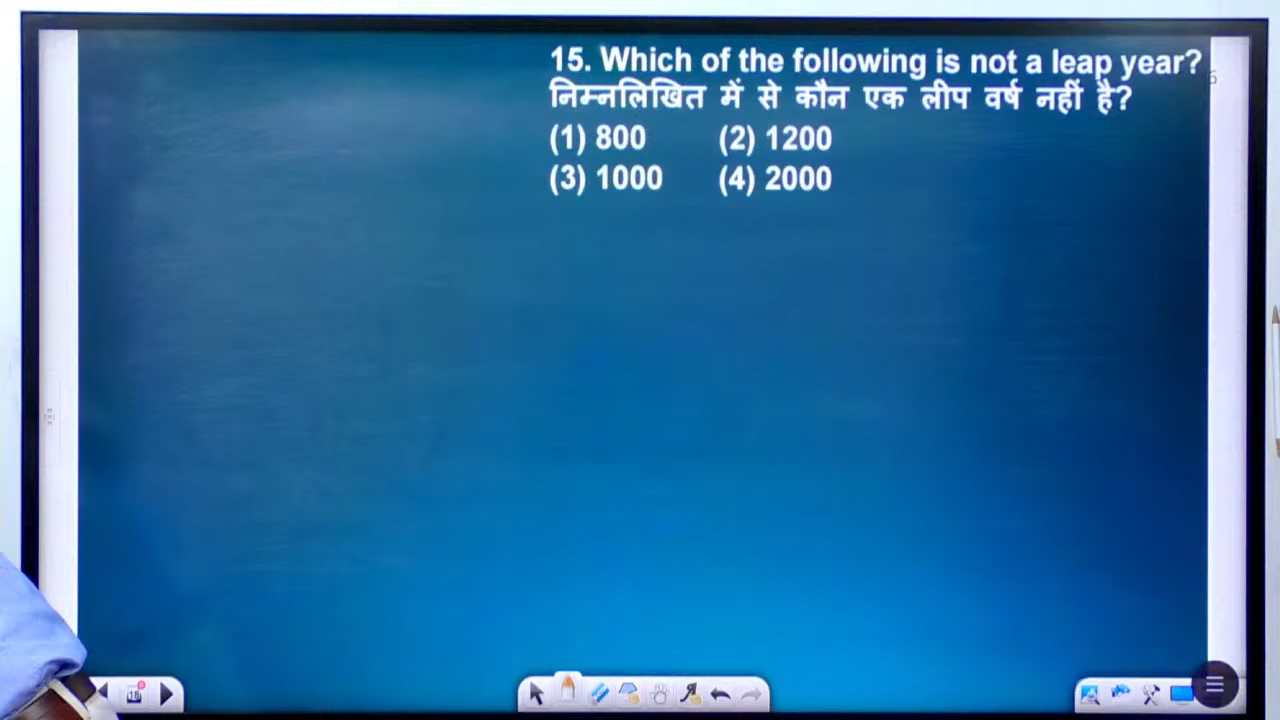 15. Which of the following is not a leap year?
निम्नलिखित में से कौन एक लीप वर्ष नहीं है?
(1) 800 (2) 1200
(3) 1000 (4) 2000